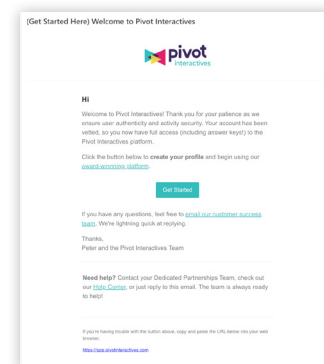 (Get Started Here) Welcome to Pivot Interactives
pivot
interactives
Hi
Welcome to Pivot Interactives! Thank you for your patience as we
ensure user authenticity and activity security. Your account has been
vetted, so you now have full access (including answer keys!) to the
Pivot Interactives platform.
Click the button below to create your profile and begin using our
award-winning platform.
Get Started
If you have any questions, feel free to email our customer success
team. We're lightning quick at replying.
Thanks,
Peter and the Pivot Interactives Team
Need help? Contact your Dedicated Partnerships Team, check out
our Help Center, or just reply to this email. The team is always ready
to help!
If you're having trouble with the button above, copy and paste the URL below into your web
browser.
https://app.pivotinteractives.com